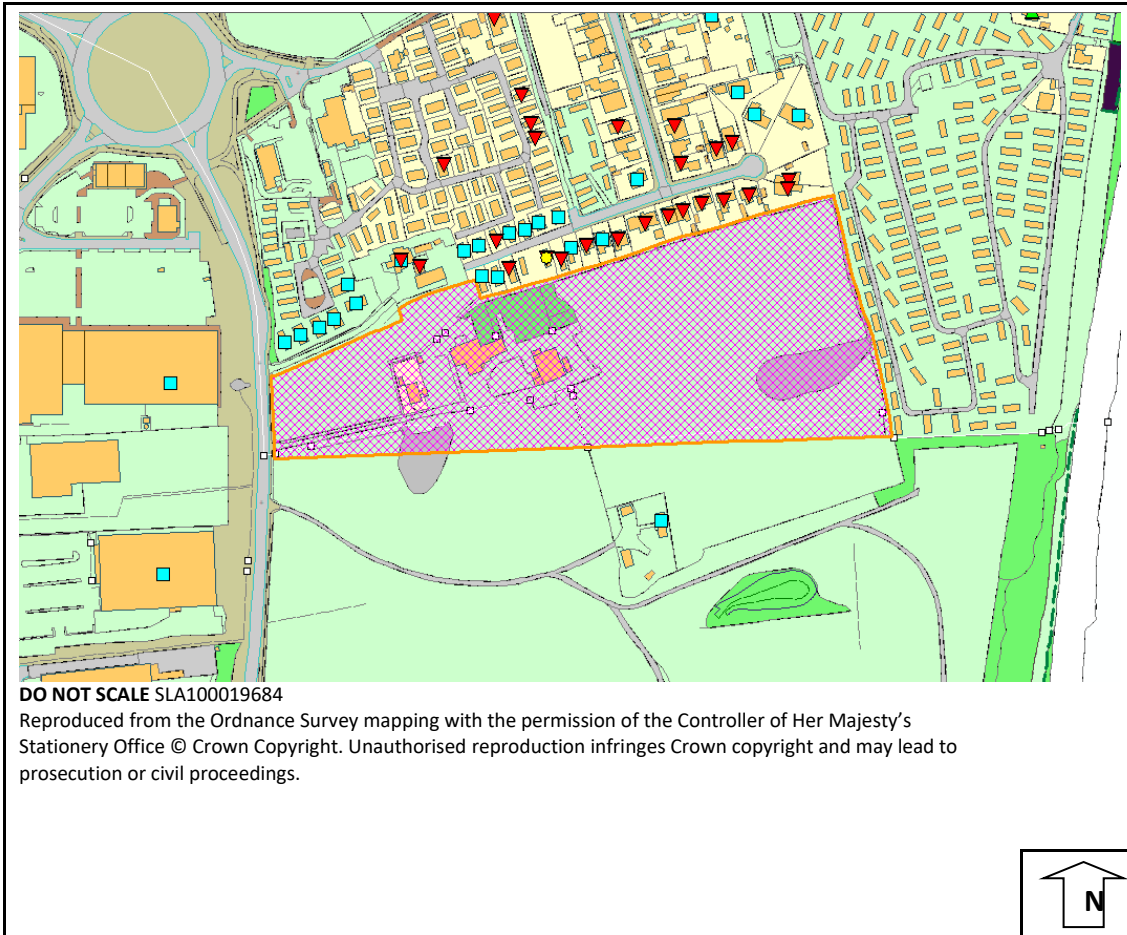 DO NOT SCALE SLA100019684
Reproduced from the Ordnance Survey mapping with the permission of the Controller of Her Majesty's
Stationery Office © Crown Copyright. Unauthorised reproduction infringes Crown copyright and may lead to
prosecution or civil proceedings.
N